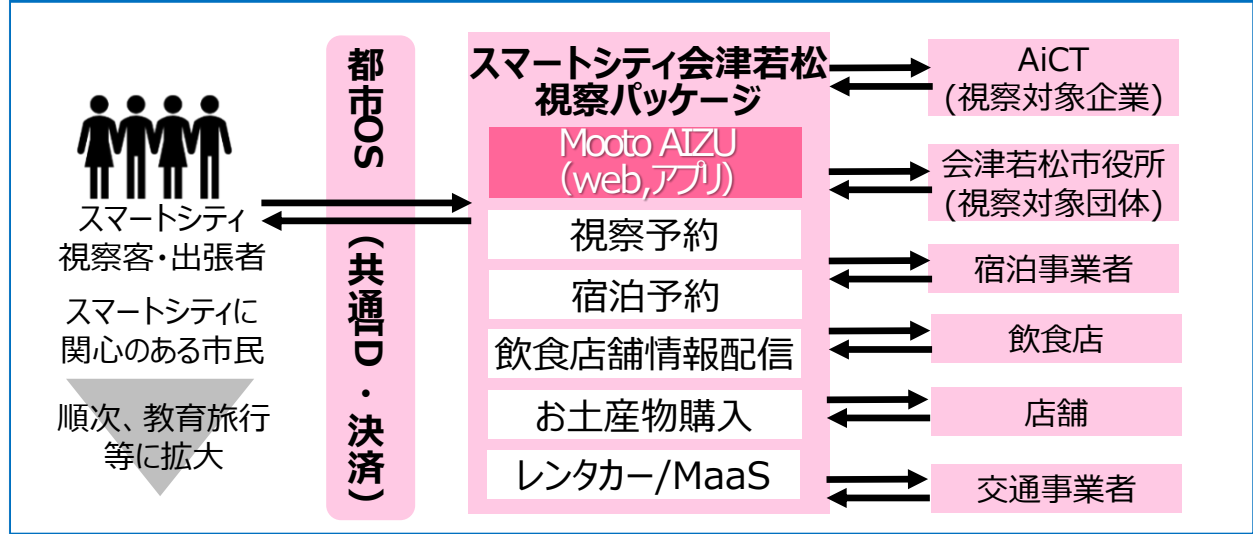 スマートシティ
視察客・出張者
スマートシティに
関心のある市民
順次、教育旅行
等に拡大
都市OS（共通ID・決済）
スマートシティ会津若松
視察パッケージ
Mooto AIZU
(web,アプリ)
視察予約
宿泊予約
飲食店舗情報配信
お土産物購入
レンタカー/MaaS
AiCT
(視察対象企業)
会津若松市役所
(視察対象団体)
宿泊事業者
飲食店
店舗
交通事業者